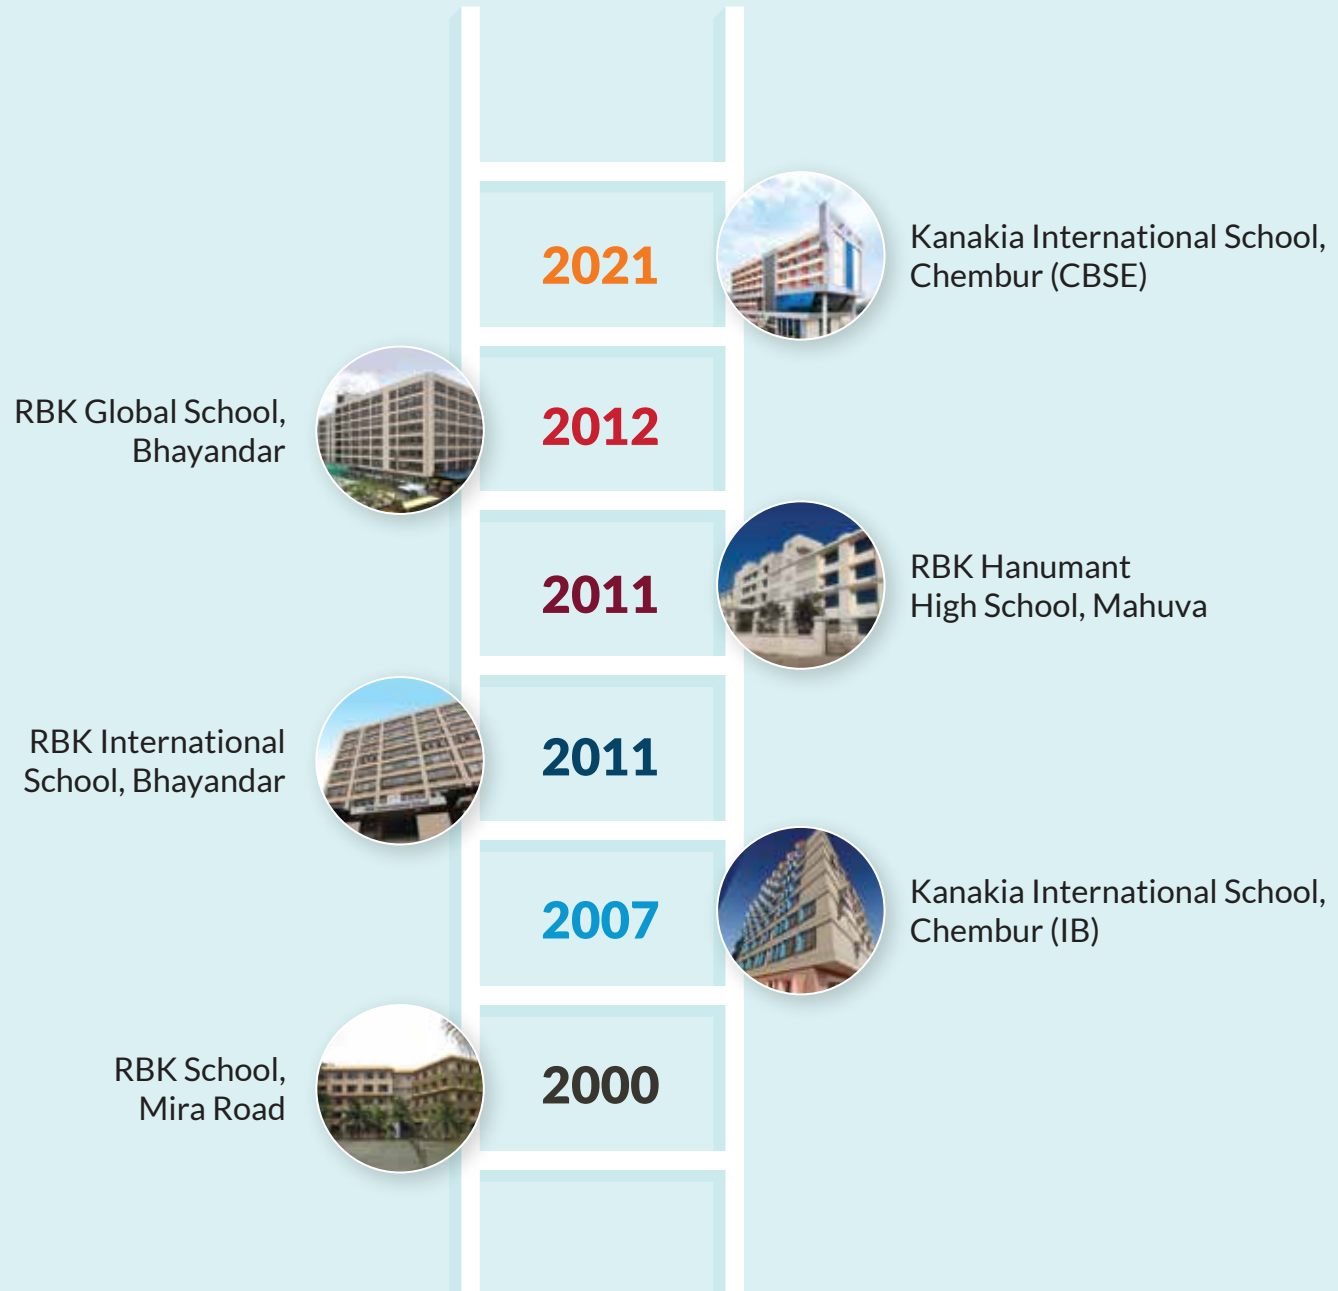 2021
Kanakia International School,
Chembur (CBSE)
RBK Global School,
Bhayandar
2012
2011
RBK Hanumant
High School, Mahuva
RBK International
School, Bhayandar
2011
2007
Kanakia International School,
Chembur (IB)
RBK School,
Mira Road
2000